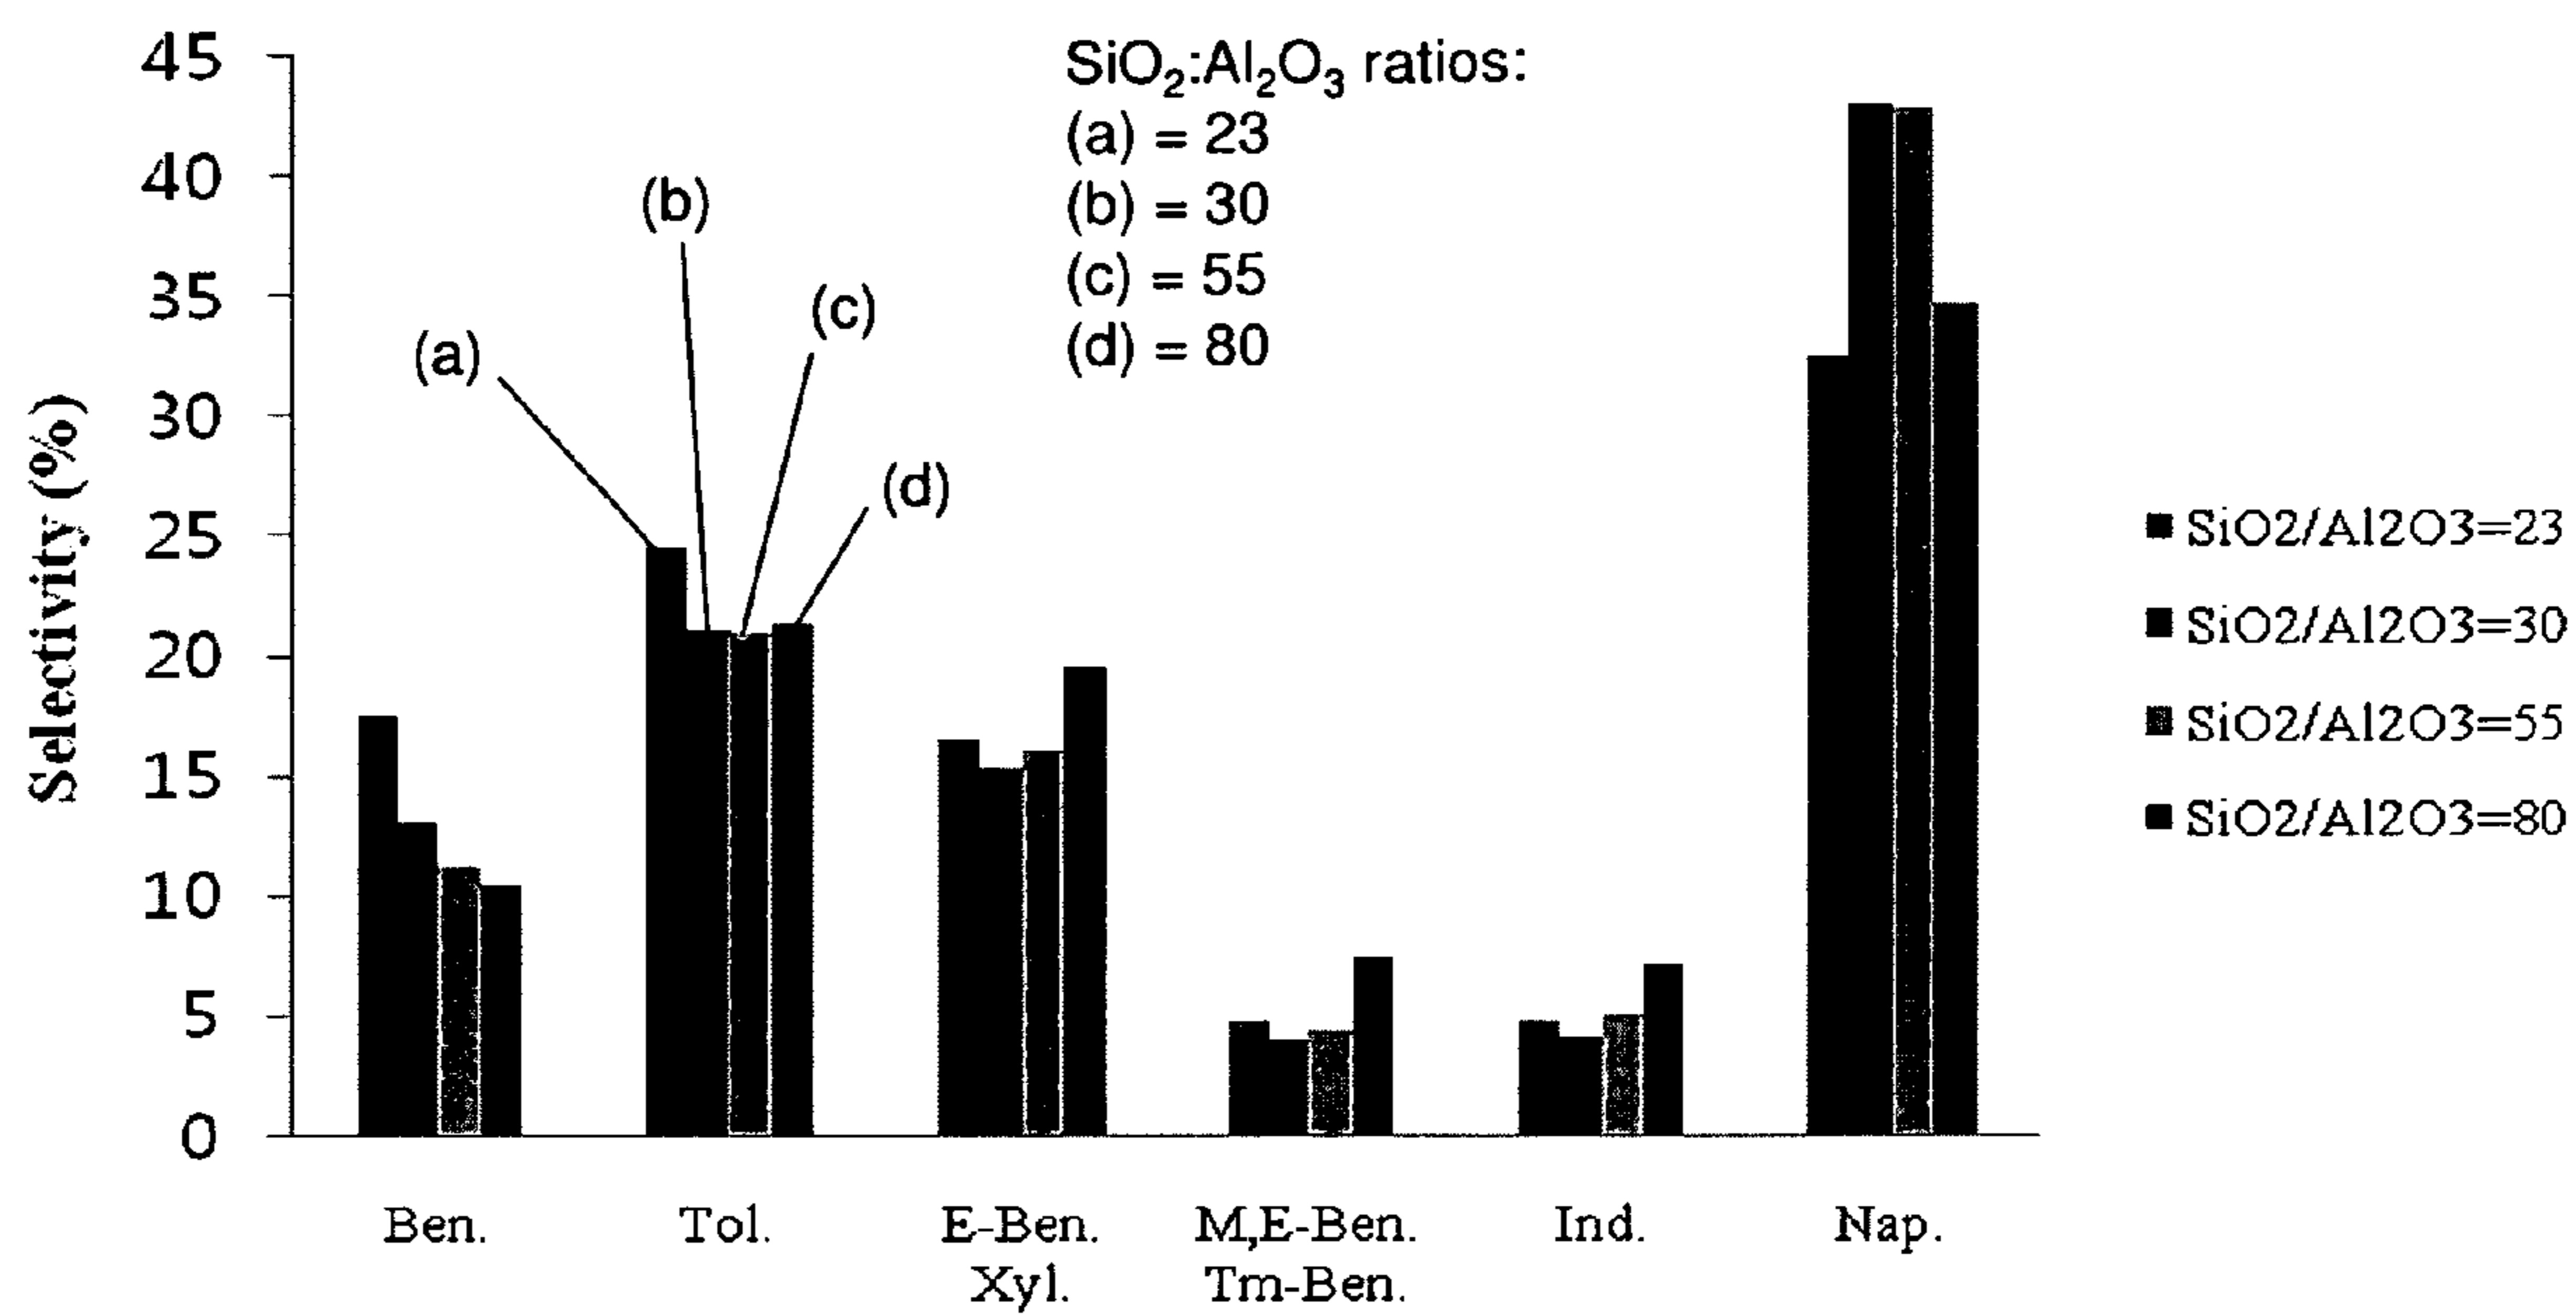 SiO₂:Al₂O₃ ratios:
(a) = 23
(b) = 30
(c) = 55
(d) = 80
Selectivity (%)
45
40
35
30
25
20
15
10
5
0
(a)
(b)
(c)
(d)
Ben.
Tol.
E-Ben.
Xyl.
M,E-Ben.
Tm-Ben.
Ind.
Nap.
SiO2/Al2O3=23
SiO2/Al2O3=30
SiO2/Al2O3=55
SiO2/Al2O3=80